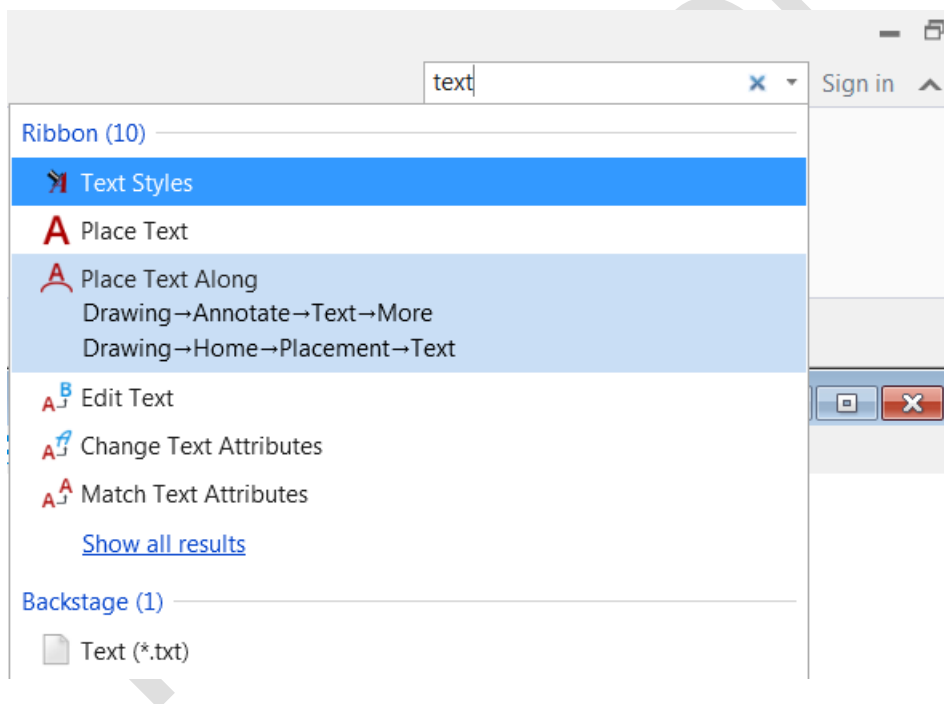 text
Sign in
Ribbon (10)
Text Styles
Place Text
Place Text Along
Drawing→Annotate→Text→More
Drawing→Home→Placement→Text
Edit Text
Change Text Attributes
Match Text Attributes
Show all results
Backstage (1)
Text (*.txt)